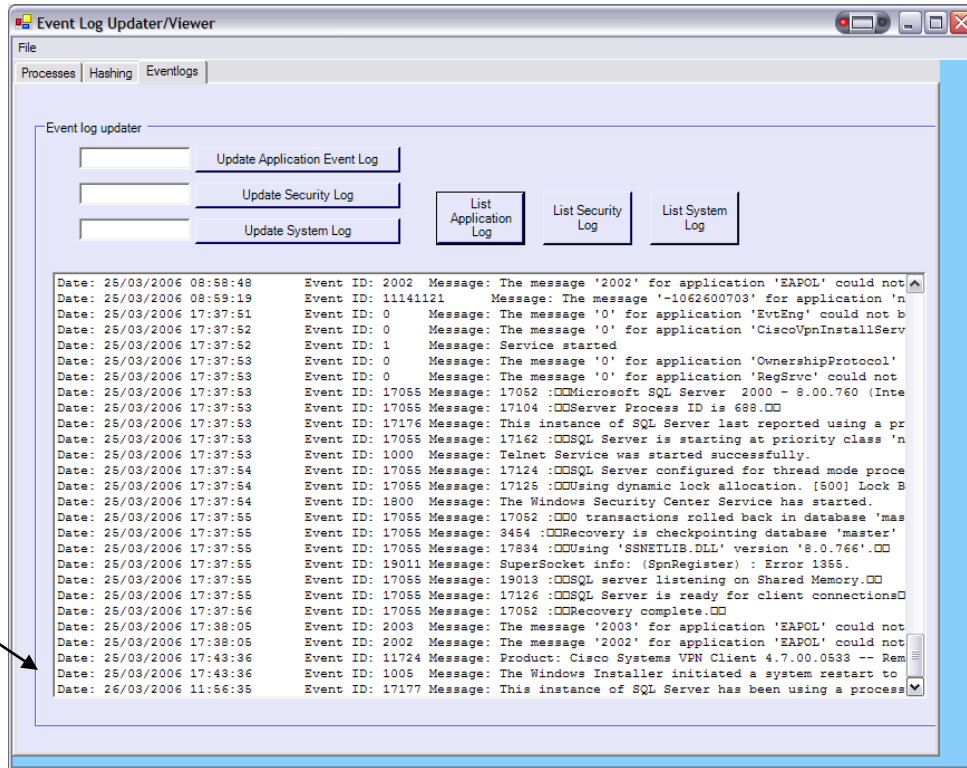 Event Log Updater/Viewer
File
Processes Hashing Eventlogs
Event log updater
Update Application Event Log
Update Security Log
Update System Log
List Application Log
List Security Log
List System Log
Date: 25/03/2006 08:58:48 Event ID: 2002 Message: The message '2002' for application 'EAPOL' could not
Date: 25/03/2006 08:59:19 Event ID: 11141121 Message: The message '-1062600703' for application 'n
Date: 25/03/2006 17:37:51 Event ID: 0 Message: The message '0' for application 'EvtEng' could not b
Date: 25/03/2006 17:37:52 Event ID: 0 Message: The message '0' for application 'CiscoVpnInstallServ
Date: 25/03/2006 17:37:52 Event ID: 1 Message: Service started
Date: 25/03/2006 17:37:53 Event ID: 0 Message: The message '0' for application 'OwnershipProtocol'
Date: 25/03/2006 17:37:53 Event ID: 0 Message: The message '0' for application 'RegSrvc' could not
Date: 25/03/2006 17:37:53 Event ID: 17055 Message: 17052 :□□Microsoft SQL Server 2000 - 8.00.760 (Inte
Date: 25/03/2006 17:37:53 Event ID: 17055 Message: 17104 :□□Server Process ID is 688.□□
Date: 25/03/2006 17:37:53 Event ID: 17176 Message: This instance of SQL Server last reported using a pr
Date: 25/03/2006 17:37:53 Event ID: 17055 Message: 17162 :□□SQL Server is starting at priority class 'n
Date: 25/03/2006 17:37:53 Event ID: 1000 Message: Telnet Service was started successfully.
Date: 25/03/2006 17:37:54 Event ID: 17055 Message: 17124 :□□SQL Server configured for thread mode proce
Date: 25/03/2006 17:37:54 Event ID: 17055 Message: 17125 :□□Using dynamic lock allocation. [500] Lock B
Date: 25/03/2006 17:37:54 Event ID: 1800 Message: The Windows Security Center Service has started.
Date: 25/03/2006 17:37:55 Event ID: 17055 Message: 17052 :□□0 transactions rolled back in database 'mas
Date: 25/03/2006 17:37:55 Event ID: 17055 Message: 3454 :□□Recovery is checkpointing database 'master'
Date: 25/03/2006 17:37:55 Event ID: 17055 Message: 17834 :□□Using 'SSNETLIB.DLL' version '8.0.766'.□□
Date: 25/03/2006 17:37:55 Event ID: 19011 Message: SuperSocket info: (SpnRegister) : Error 1355.
Date: 25/03/2006 17:37:55 Event ID: 17055 Message: 19013 :□□SQL server listening on Shared Memory.□□
Date: 25/03/2006 17:37:55 Event ID: 17055 Message: 17126 :□□SQL Server is ready for client connections□
Date: 25/03/2006 17:37:56 Event ID: 17055 Message: 17052 :□□Recovery complete.□□
Date: 25/03/2006 17:38:05 Event ID: 2003 Message: The message '2003' for application 'EAPOL' could not
Date: 25/03/2006 17:38:05 Event ID: 2002 Message: The message '2002' for application 'EAPOL' could not
Date: 25/03/2006 17:43:36 Event ID: 11724 Message: Product: Cisco Systems VPN Client 4.7.00.0533 -- Rem
Date: 25/03/2006 17:43:36 Event ID: 1005 Message: The Windows Installer initiated a system restart to
Date: 26/03/2006 11:56:35 Event ID: 17177 Message: This instance of SQL Server has been using a process